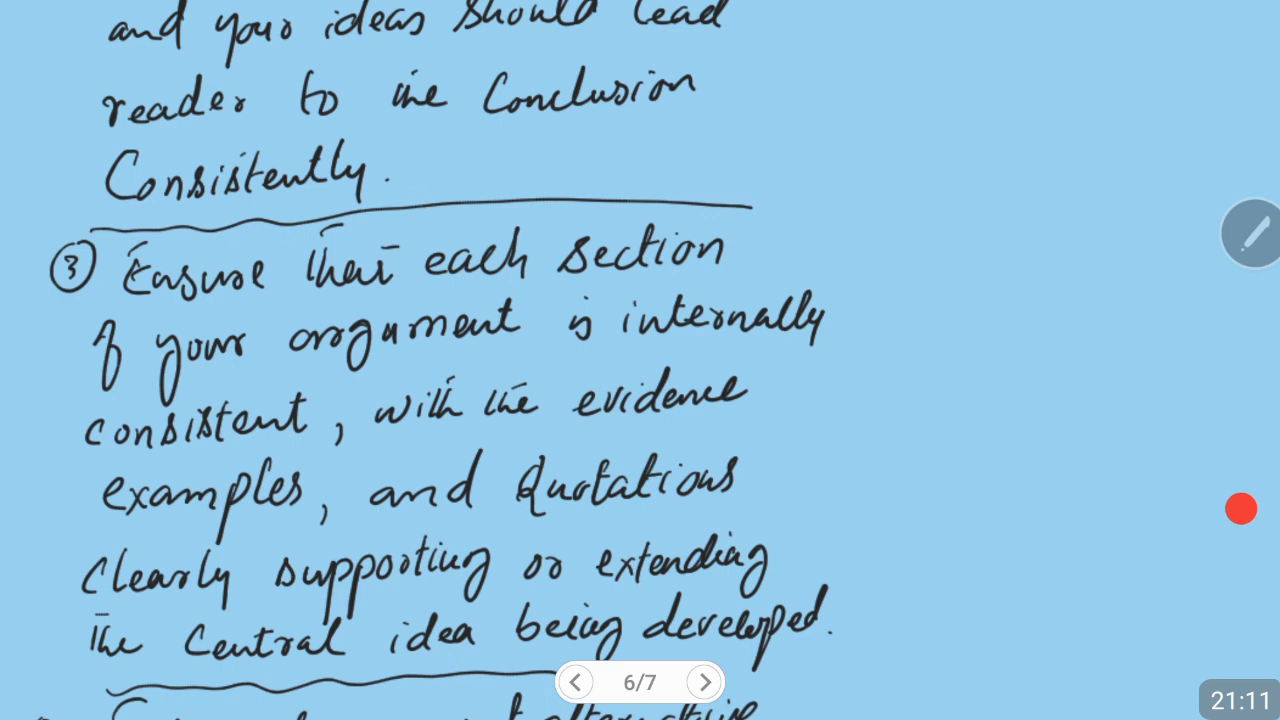 and your ideas should lead
reader to the Conclusion
Consistently.
③ Ensure that each section
of your argument is internally
consistent, with the evidence
examples, and Quotations
clearly supporting or extending
The Central idea being developed.
alternative
6/7
21:11